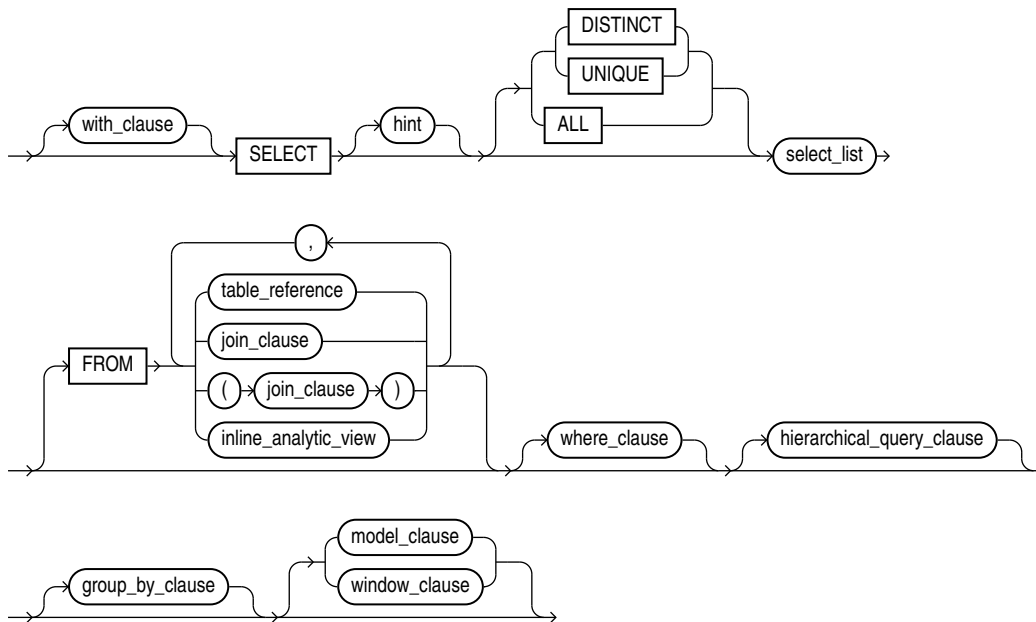 DISTINCT
UNIQUE
with_clause hint ALL
SELECT select_list
,
table_reference
FROM join_clause
( join_clause )
inline_analytic_view where_clause hierarchical_query_clause
model_clause
group_by_clause window_clause